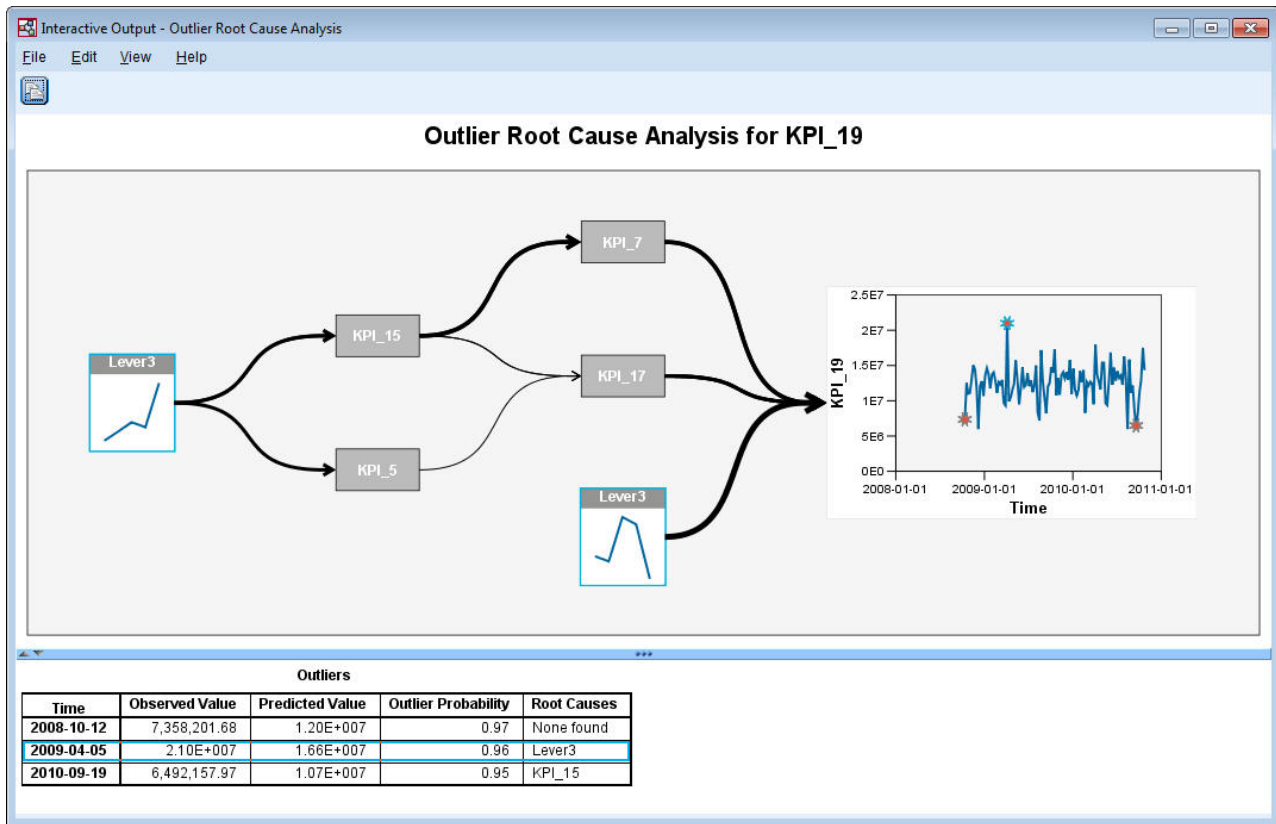 Interactive Output - Outlier Root Cause Analysis
File Edit View Help
Outlier Root Cause Analysis for KPI_19
KPI_7
KPI_15
KPI_17
Lever3
KPI_5
Lever3
KPI_19
2.5E7
2E7
1.5E7
1E7
5E6
0E0
2008-01-01 2009-01-01 2010-01-01 2011-01-01
Time
Outliers
Time Observed Value Predicted Value Outlier Probability Root Causes
2008-10-12 7,358,201.68 1.20E+007 0.97 None found
2009-04-05 2.10E+007 1.66E+007 0.96 Lever3
2010-09-19 6,492,157.97 1.07E+007 0.95 KPI_15